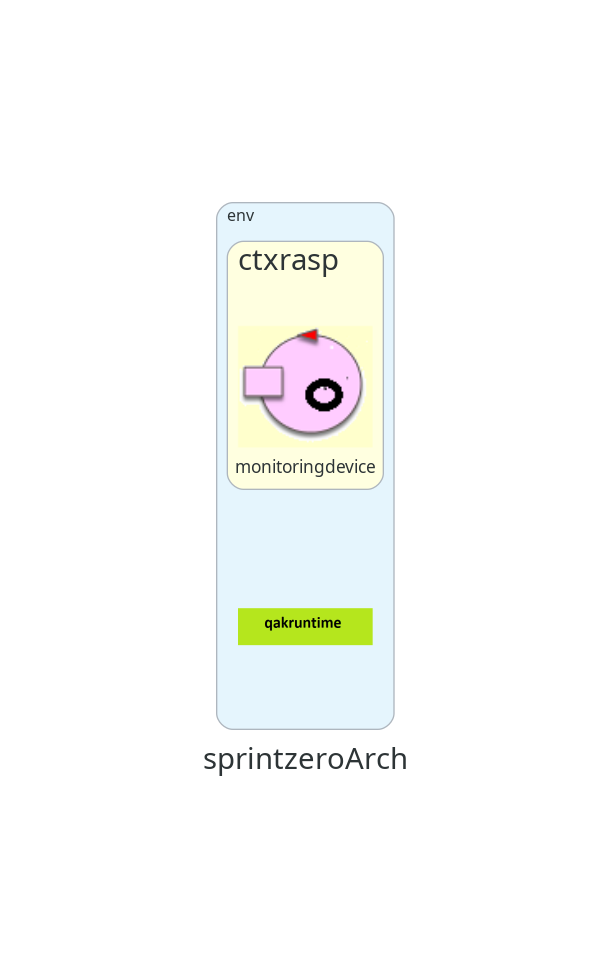 env
ctxrasp
monitoringdevice
qakruntime
sprintzeroArch